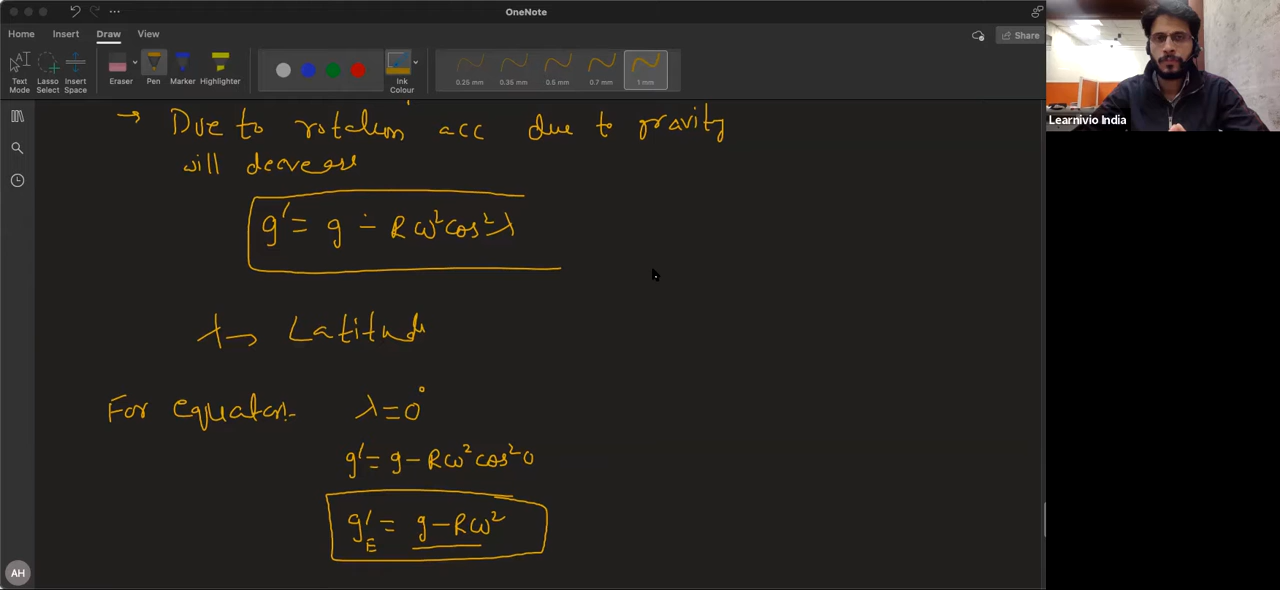 OneNote
Home Insert Draw View
Share
Text Mode
Lasso Select
Insert Space
Eraser
Pen
Marker
Highlighter
Ink Colour
0.25 mm
0.35 mm
0.5 mm
0.7 mm
1 mm
Learnivio India
→ Due to rotation acc due to gravity
will decrease
g' = g - Rω²cos²λ
λ → Latitude
For equator:- λ = 0°
g' = g - Rω²cos²0
g'E = g - Rω²
AH